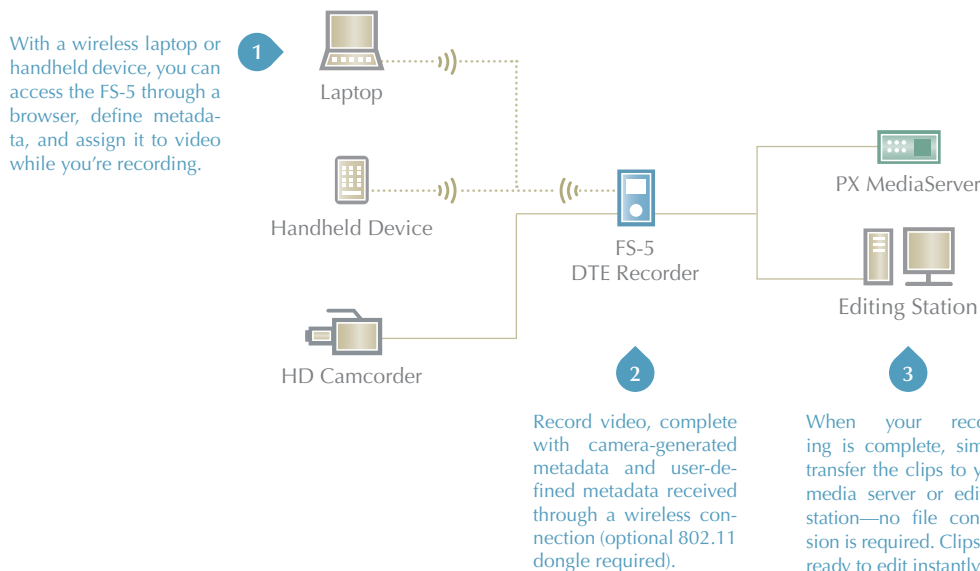 With a wireless laptop or
handheld device, you can
access the FS-5 through a
browser, define metada-
ta, and assign it to video
while you're recording.
1
Laptop
Handheld Device
HD Camcorder
FS-5
DTE Recorder
PX MediaServer
Editing Station
2
Record video, complete
with camera-generated
metadata and user-de-
fined metadata received
through a wireless con-
nection (optional 802.11
dongle required).
3
When your
ing is complete,
transfer the clips to
media server or
station—no file
sion is required. Clips
ready to edit instantly